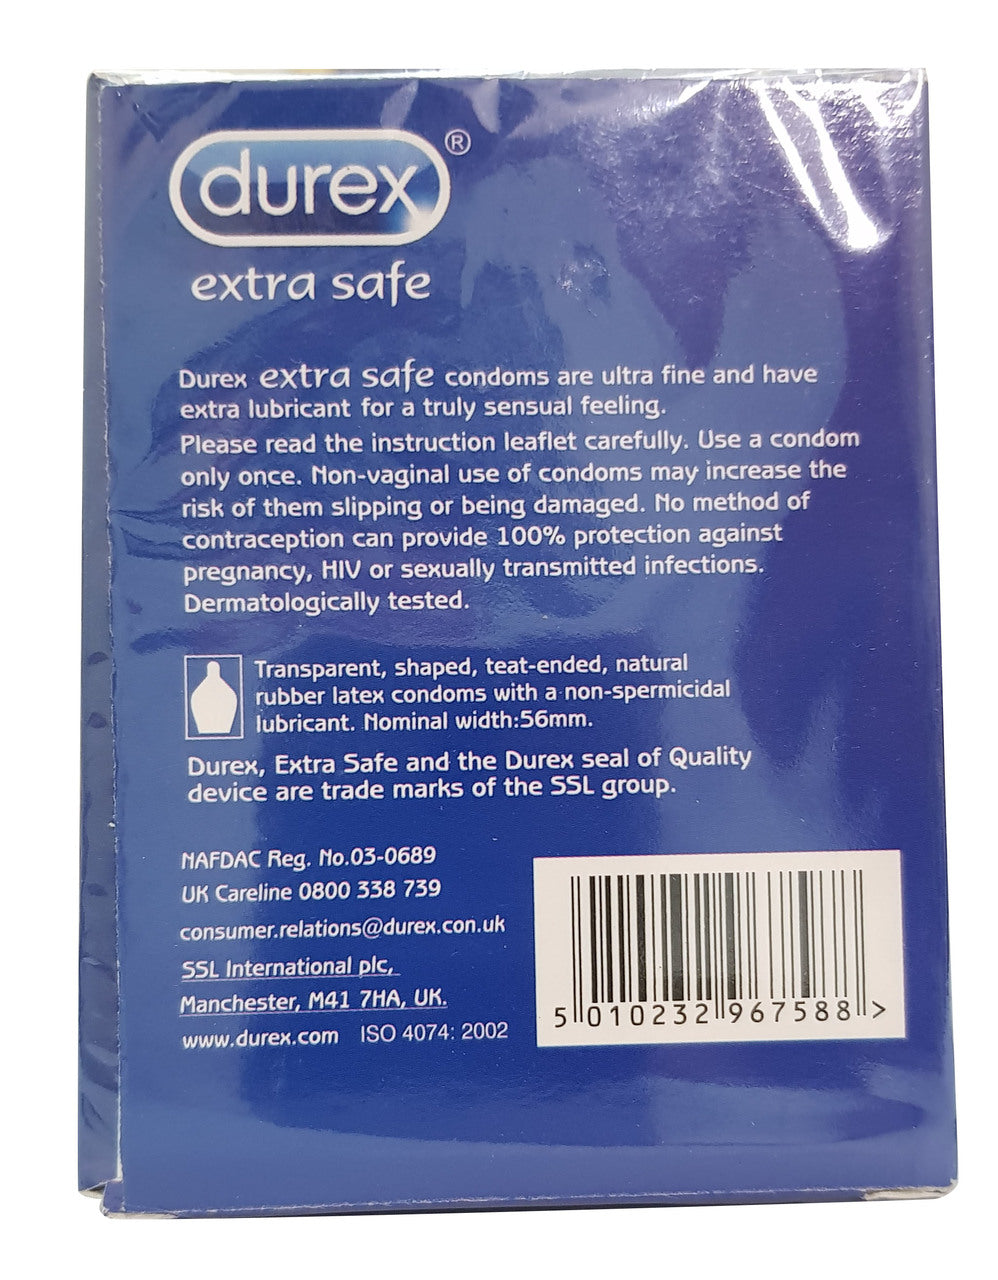 durex®
extra safe
Durex extra safe condoms are ultra fine and have
extra lubricant for a truly sensual feeling.
Please read the instruction leaflet carefully. Use a condom
only once. Non-vaginal use of condoms may increase the
risk of them slipping or being damaged. No method of
contraception can provide 100% protection against
pregnancy, HIV or sexually transmitted infections.
Dermatologically tested.
Transparent, shaped, teat-ended, natural
rubber latex condoms with a non-spermicidal
lubricant. Nominal width:56mm.
Durex, Extra Safe and the Durex seal of Quality
device are trade marks of the SSL group.
NAFDAC Reg. No.03-0689
UK Careline 0800 338 739
consumer.relations@durex.con.uk
SSL International plc,
Manchester, M41 7HA, UK.
www.durex.com ISO 4074: 2002
5 010232 967588 >